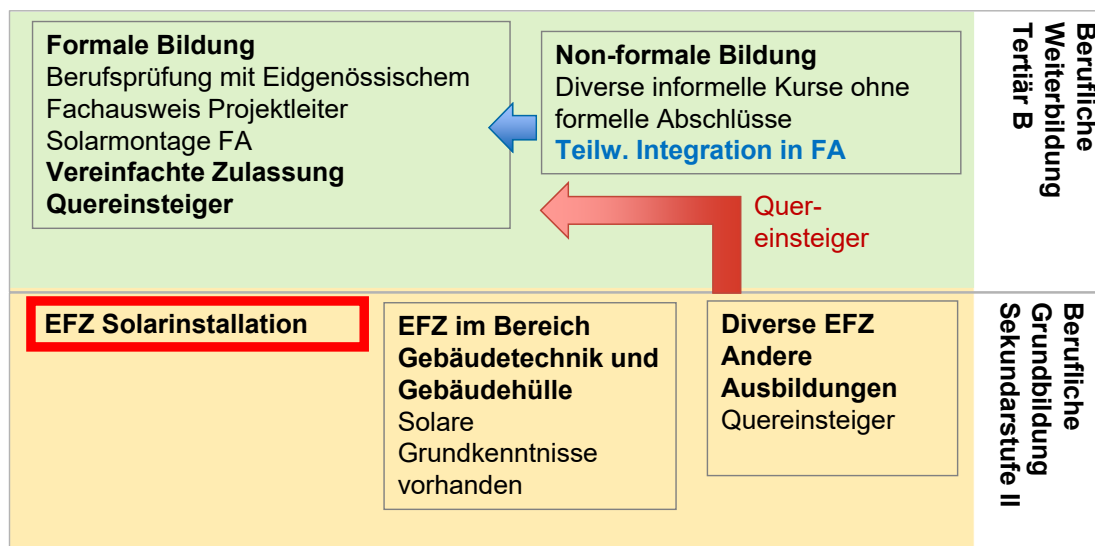 Formale Bildung
Berufsprüfung mit Eidgenössischem
Fachausweis Projektleiter
Solarmontage FA
Vereinfachte Zulassung
Quereinsteiger
Non-formale Bildung
Diverse informelle Kurse ohne
formelle Abschlüsse
Teilw. Integration in FA
Quer-
einsteiger
Berufliche
Weiterbildung
Tertiär B
EFZ Solarinstallation
EFZ im Bereich
Gebäudetechnik und
Gebäudehülle
Solare
Grundkenntnisse
vorhanden
Diverse EFZ
Andere
Ausbildungen
Quereinsteiger
Berufliche
Grundbildung
Sekundarstufe II